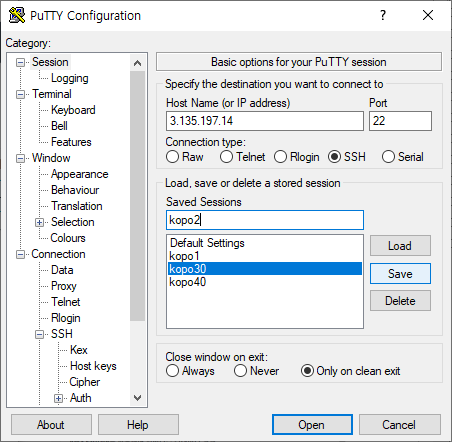 PuTTY Configuration
? ×
Category:
Session
Logging
Terminal
Keyboard
Bell
Features
Window
Appearance
Behaviour
Translation
Selection
Colours
Connection
Data
Proxy
Telnet
Rlogin
SSH
Kex
Host keys
Cipher
Auth
Basic options for your PuTTY session
Specify the destination you want to connect to
Host Name (or IP address) Port
3.135.197.14 22
Connection type:
Raw Telnet Rlogin SSH Serial
Load, save or delete a stored session
Saved Sessions
kopo2
Default Settings
kopo1
kopo30
kopo40
Load
Save
Delete
Close window on exit:
Always Never Only on clean exit
About Help Open Cancel